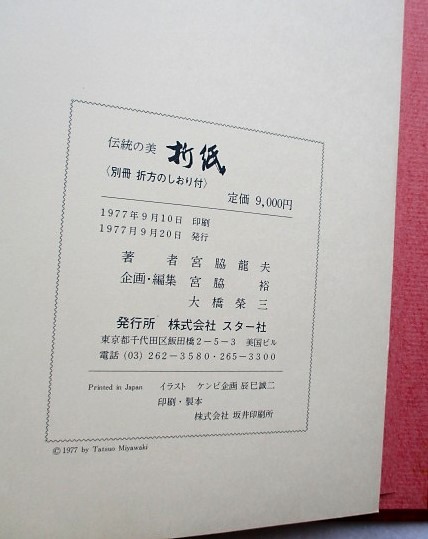 伝統の美 折紙
〈別冊 折方のしおり付〉
定価 9,000円
1977年9月10日 印刷
1977月9月20日 発行
著者 宮脇龍夫
企画・編集 宮脇裕
大橋榮三
発行所 株式会社 スター社
東京都千代田区飯田橋2-5-3 美国ビル
電話(03)262-3580・265-3300
Printed in Japan イラスト ケンビ企画 辰巳誠二
印刷・製本
株式会社 坂井印刷所
©1977 by Tatsuo Miyawaki